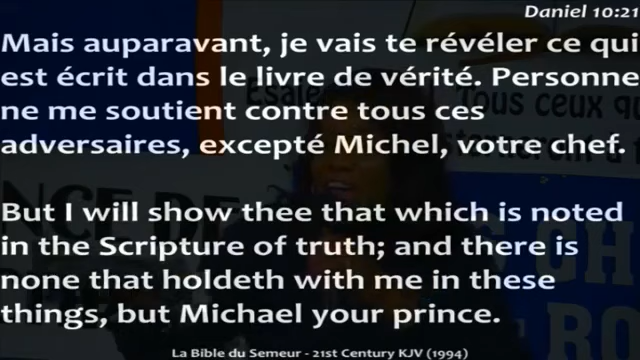 Daniel 10:21
Mais auparavant, je vais te révéler ce qui
est écrit dans le livre de vérité. Personne
ne me soutient contre tous ces
adversaires, excepté Michel, votre chef.
But I will show thee that which is noted
in the Scripture of truth; and there is
none that holdeth with me in these
things, but Michael your prince.
La Bible du Semeur - 21st Century KJV (1994)
Tous ceux qu